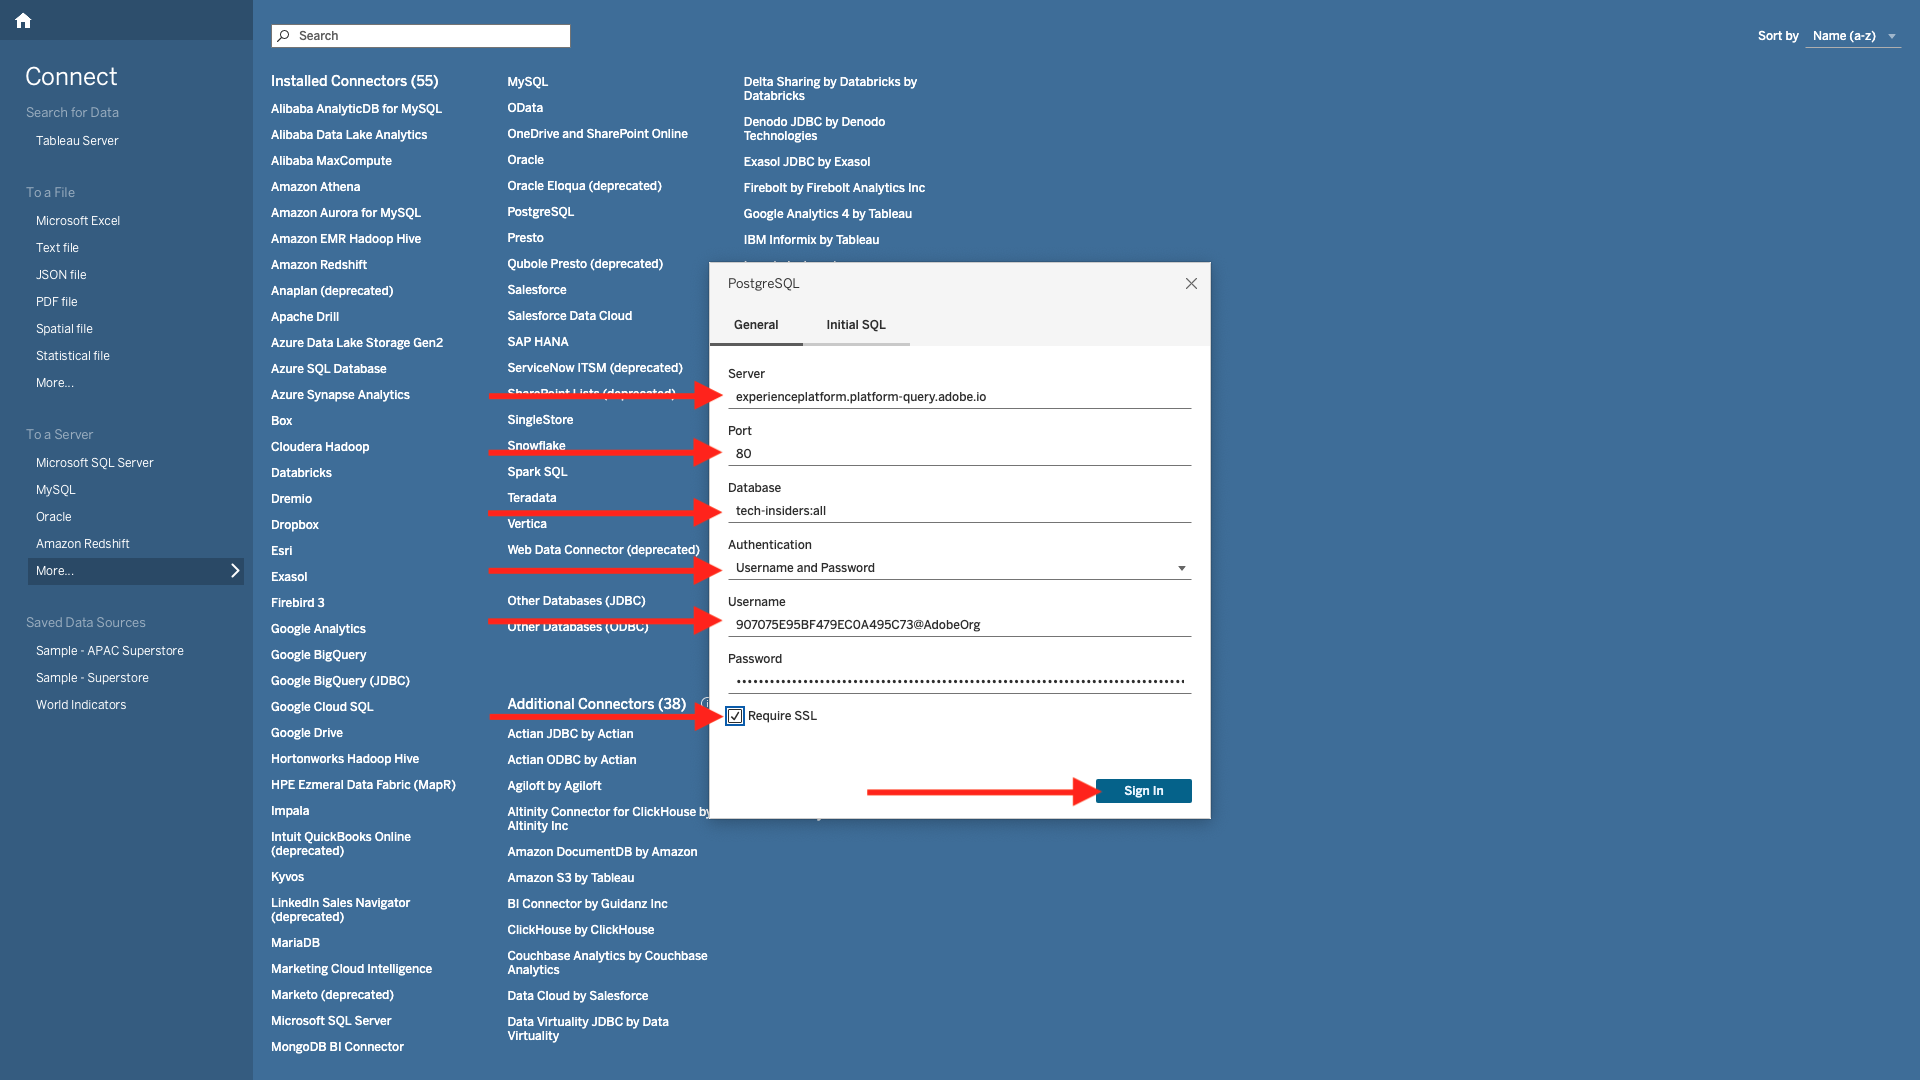 Connect
Search for Data
Tableau Server
To a File
Microsoft Excel
Text file
JSON file
PDF file
Spatial file
Statistical file
More...
To a Server
Microsoft SQL Server
MySQL
Oracle
Amazon Redshift
More...
Saved Data Sources
Sample - APAC Superstore
Sample - Superstore
World Indicators
Search
Sort by Name (a-z)
Installed Connectors (55)
Alibaba AnalyticDB for MySQL
Alibaba Data Lake Analytics
Alibaba MaxCompute
Amazon Athena
Amazon Aurora for MySQL
Amazon EMR Hadoop Hive
Amazon Redshift
Anaplan (deprecated)
Apache Drill
Azure Data Lake Storage Gen2
Azure SQL Database
Azure Synapse Analytics
Box
Cloudera Hadoop
Databricks
Dremio
Dropbox
Esri
Exasol
Firebird 3
Google Analytics
Google BigQuery
Google BigQuery (JDBC)
Google Cloud SQL
Google Drive
Hortonworks Hadoop Hive
HPE Ezmeral Data Fabric (MapR)
Impala
Intuit QuickBooks Online
(deprecated)
Kyvos
LinkedIn Sales Navigator
(deprecated)
MariaDB
Marketing Cloud Intelligence
Marketo (deprecated)
Microsoft SQL Server
MongoDB BI Connector
MySQL
OData
OneDrive and SharePoint Online
Oracle
Oracle Eloqua (deprecated)
PostgreSQL
Presto
Qubole Presto (deprecated)
Salesforce
Salesforce Data Cloud
SAP HANA
ServiceNow ITSM (deprecated)
SharePoint Lists (deprecated)
SingleStore
Snowflake
Spark SQL
Teradata
Vertica
Web Data Connector (deprecated)
Other Databases (JDBC)
Other Databases (ODBC)
Additional Connectors (38)
Actian JDBC by Actian
Actian ODBC by Actian
Agiloft by Agiloft
Altinity Connector for ClickHouse by
Altinity Inc
Amazon DocumentDB by Amazon
Amazon S3 by Tableau
BI Connector by Guidanz Inc
ClickHouse by ClickHouse
Couchbase Analytics by Couchbase
Analytics
Data Cloud by Salesforce
Data Virtuality JDBC by Data
Virtuality
Delta Sharing by Databricks by
Databricks
Denodo JDBC by Denodo
Technologies
Exasol JDBC by Exasol
Firebolt by Firebolt Analytics Inc
Google Analytics 4 by Tableau
IBM Informix by Tableau
PostgreSQL
General Initial SQL
Server
experienceplatform.platform-query.adobe.io
Port
80
Database
tech-insiders:all
Authentication
Username and Password
Username
907075E95BF479EC0A495C73@AdobeOrg
Password
Require SSL
Sign In